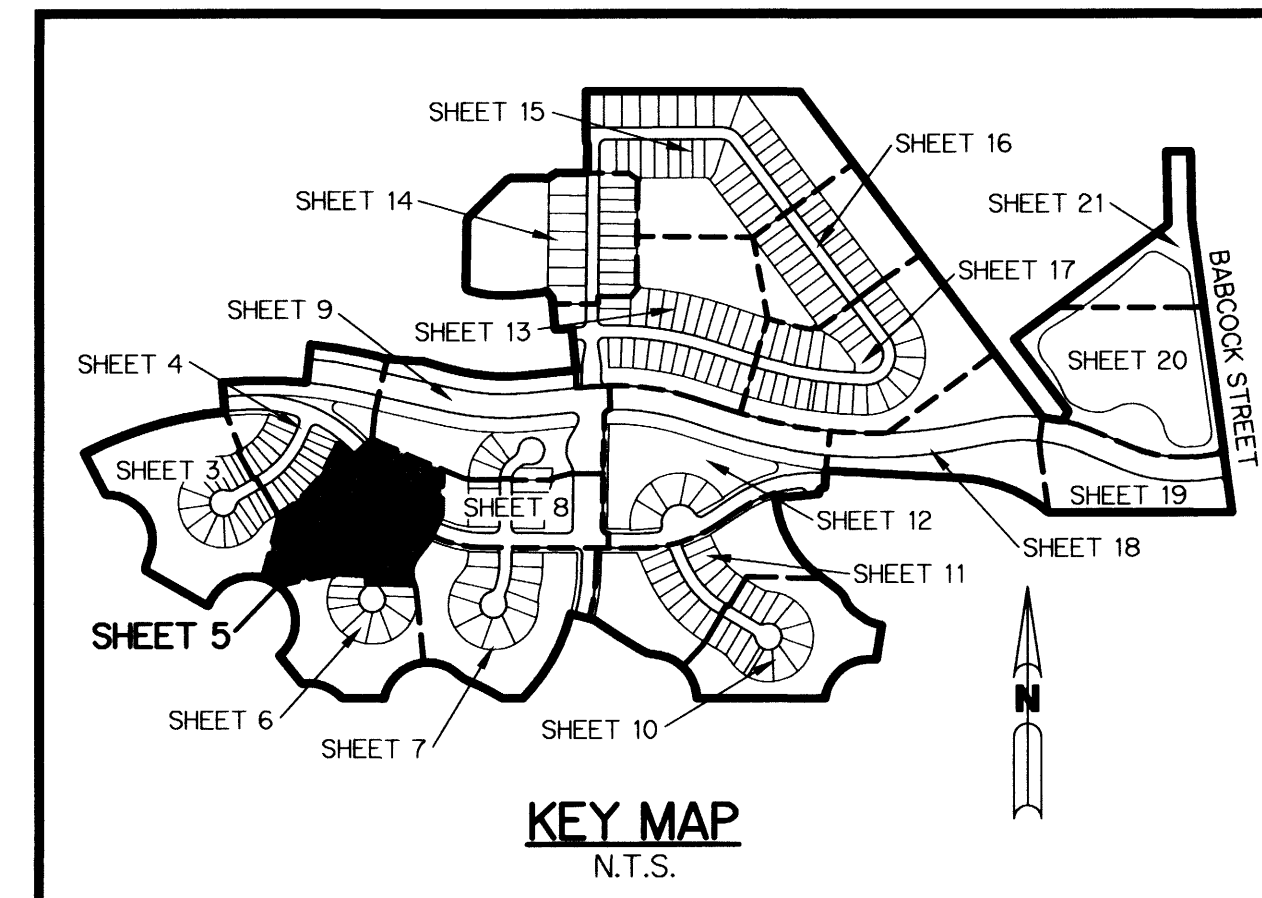 SHEET 15
SHEET 16
SHEET 14
SHEET 21
BABCOCK STREET
SHEET 17
SHEET 9
SHEET 13
SHEET 4
SHEET 20
SHEET 3
SHEET 8
SHEET 19
SHEET 12
SHEET 18
SHEET 11
SHEET 5
SHEET 6
SHEET 7
SHEET 10
N
KEY MAP
N.T.S.